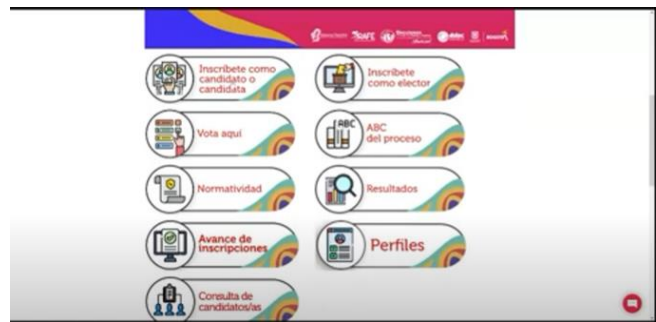 Inscríbete como
candidato o
candidata
Inscríbete
como elector
Vota aquí
ABC
ABC
del proceso
Normatividad
Resultados
Avance de
inscripciones
Perfiles
Consulta de
candidatos/as